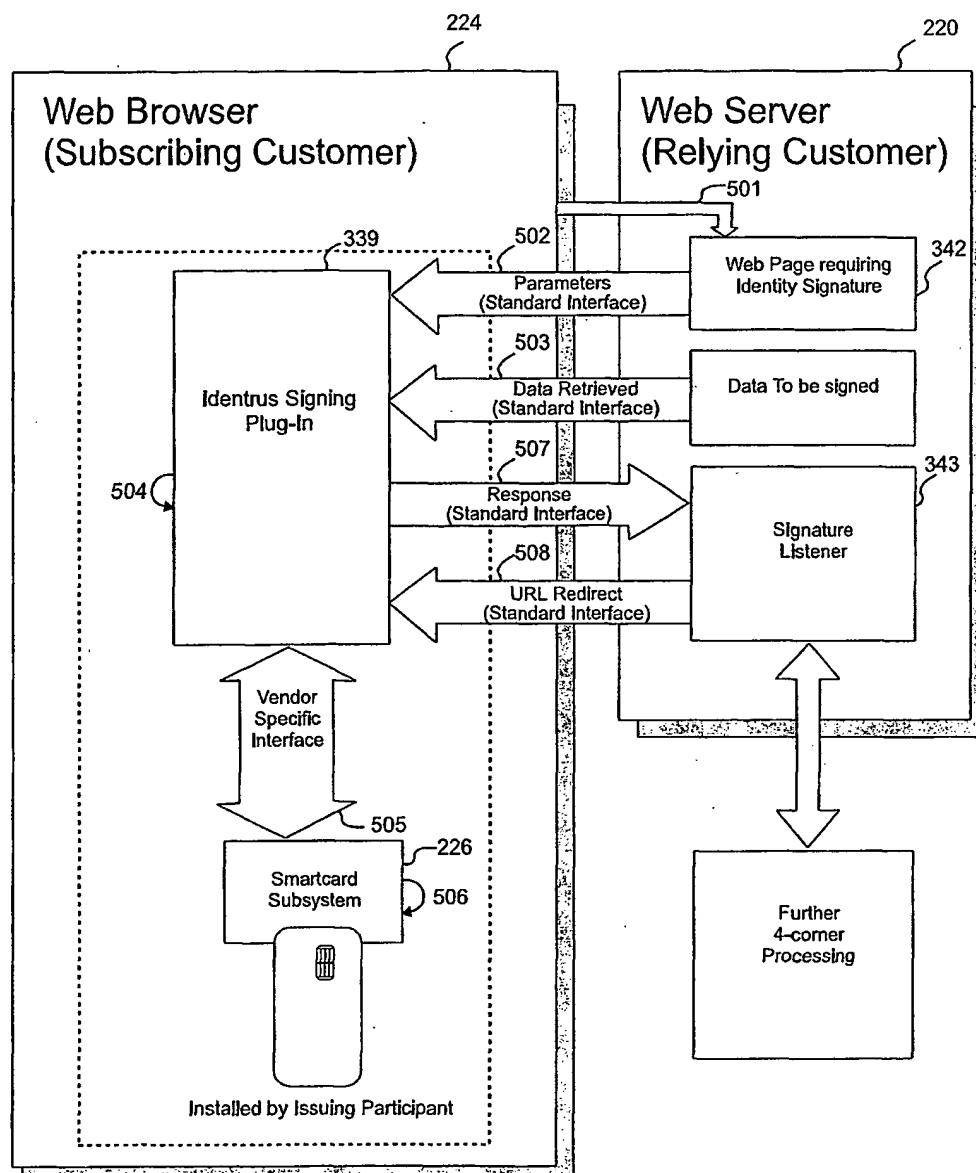 224
220
Web Browser
(Subscribing Customer)
Web Server
(Relying Customer)
501
339
502
342
Web Page requiring
Identity Signature
Parameters
(Standard Interface)
503
Data Retrieved
(Standard Interface)
Data To be signed
Identrus Signing
Plug-In
507
343
504
Response
(Standard Interface)
Signature
Listener
508
URL Redirect
(Standard Interface)
Vendor
Specific
Interface
505
226
Smartcard
Subsystem
506
Further
4-corner
Processing
Installed by Issuing Participant